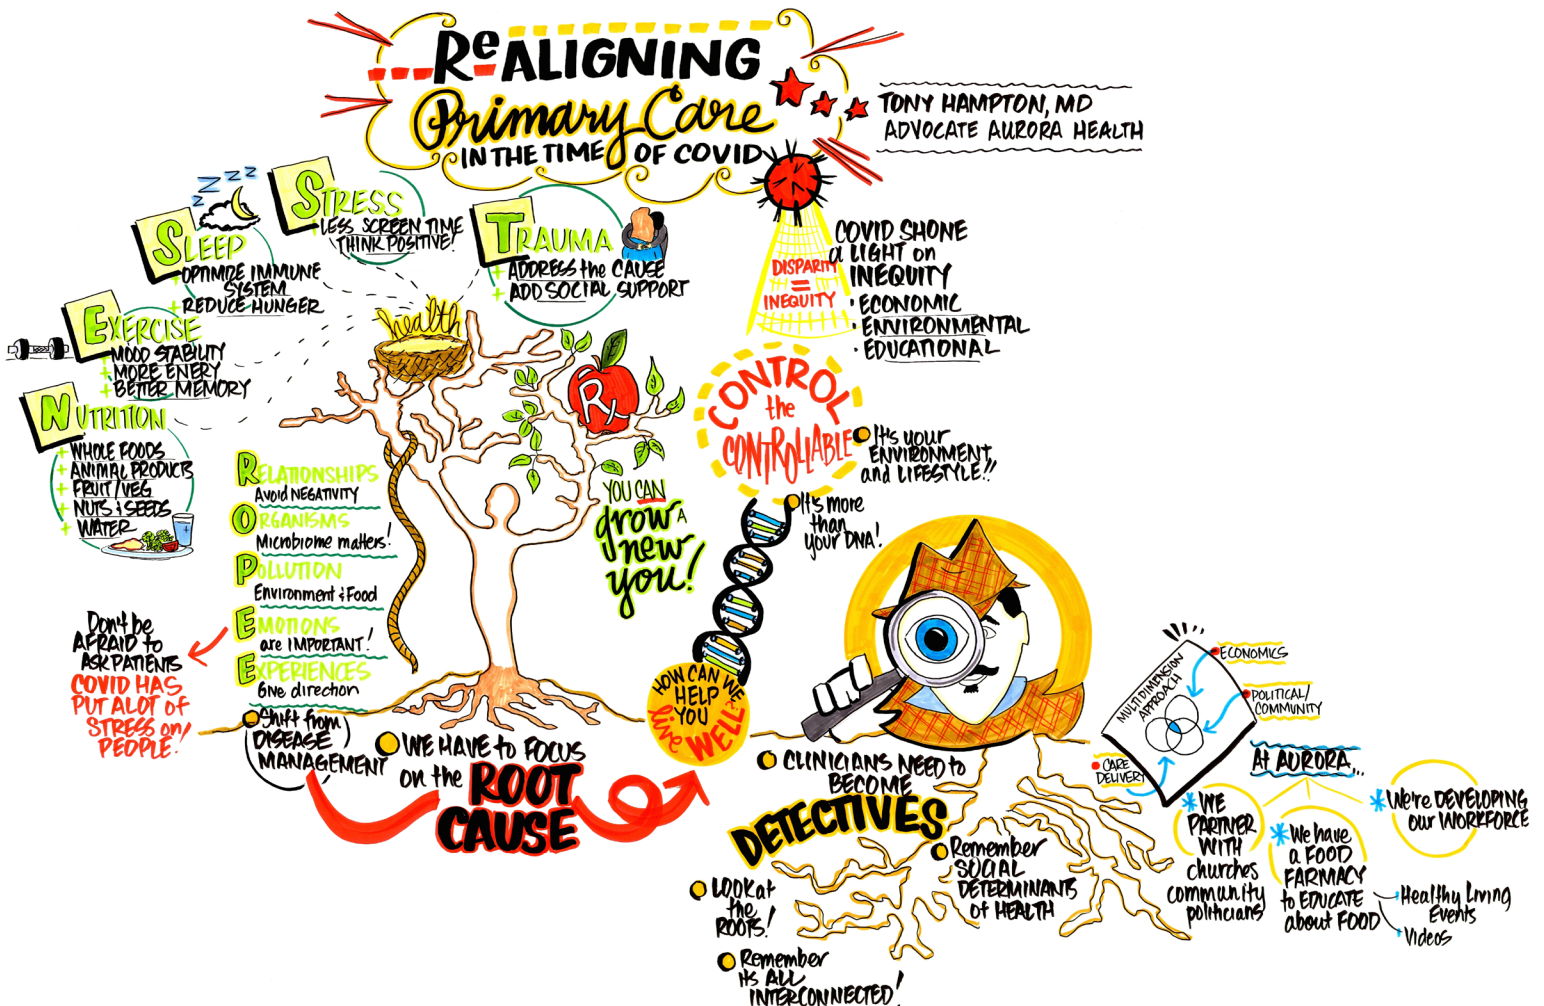 ReALIGNING
Primary Care
IN THE TIME OF COVID
TONY HAMPTON, MD
ADVOCATE AURORA HEALTH
STRESS
LESS SCREEN TIME
THINK POSITIVE!
Z Z Z Z
SLEEP
+ OPTIMIZE IMMUNE
SYSTEM
+ REDUCE HUNGER
EXERCISE
+ MOOD STABILITY
+ MORE ENERY
+ BETTER MEMORY
NUTRITION
+ WHOLE FOODS
+ ANIMAL PRODUCTS
+ FRUIT/VEG
+ NUTS & SEEDS
+ WATER
TRAUMA
+ ADDRESS the CAUSE
+ ADD SOCIAL SUPPORT
health
Rx
RELATIONSHIPS
Avoid NEGATIVITY
ORGANISMS
Microbiome matters!
POLLUTION
Environment & Food
EMOTIONS
are IMPORTANT!
EXPERIENCES
Give direction
Don't be
AFRAID to
ASK PATIENTS
COVID HAS
PUT ALOT OF
STRESS on
PEOPLE!
YOU CAN
grow A
new
you!
DISPARITY
=
INEQUITY
COVID SHONE
a LIGHT on
INEQUITY
• ECONOMIC
• ENVIRONMENTAL
• EDUCATIONAL
CONTROL
the
CONTROLLABLE
It's your
ENVIRONMENT
and LIFESTYLE!!
It's more
than
your DNA!
HOW CAN WE
HELP
YOU
live
WELL
Shift from
DISEASE
MANAGEMENT
WE HAVE to FOCUS
on the ROOT
CAUSE
CLINICIANS NEED to
BECOME
DETECTIVES
LOOK at
the
ROOTS!
Remember
SOCIAL
DETERMINANTS
of HEALTH
Remember
its ALL
INTERCONNECTED!
MULTI DIMENSION
APPROACH
ECONOMICS
POLITICAL/
COMMUNITY
CARE
DELIVERY
At AURORA...
* WE
PARTNER
WITH
churches
community
politicians
* We have
a FOOD
FARMACY
to EDUCATE
about FOOD
Healthy Living
Events
Videos
* We're DEVELOPING
our WORKFORCE